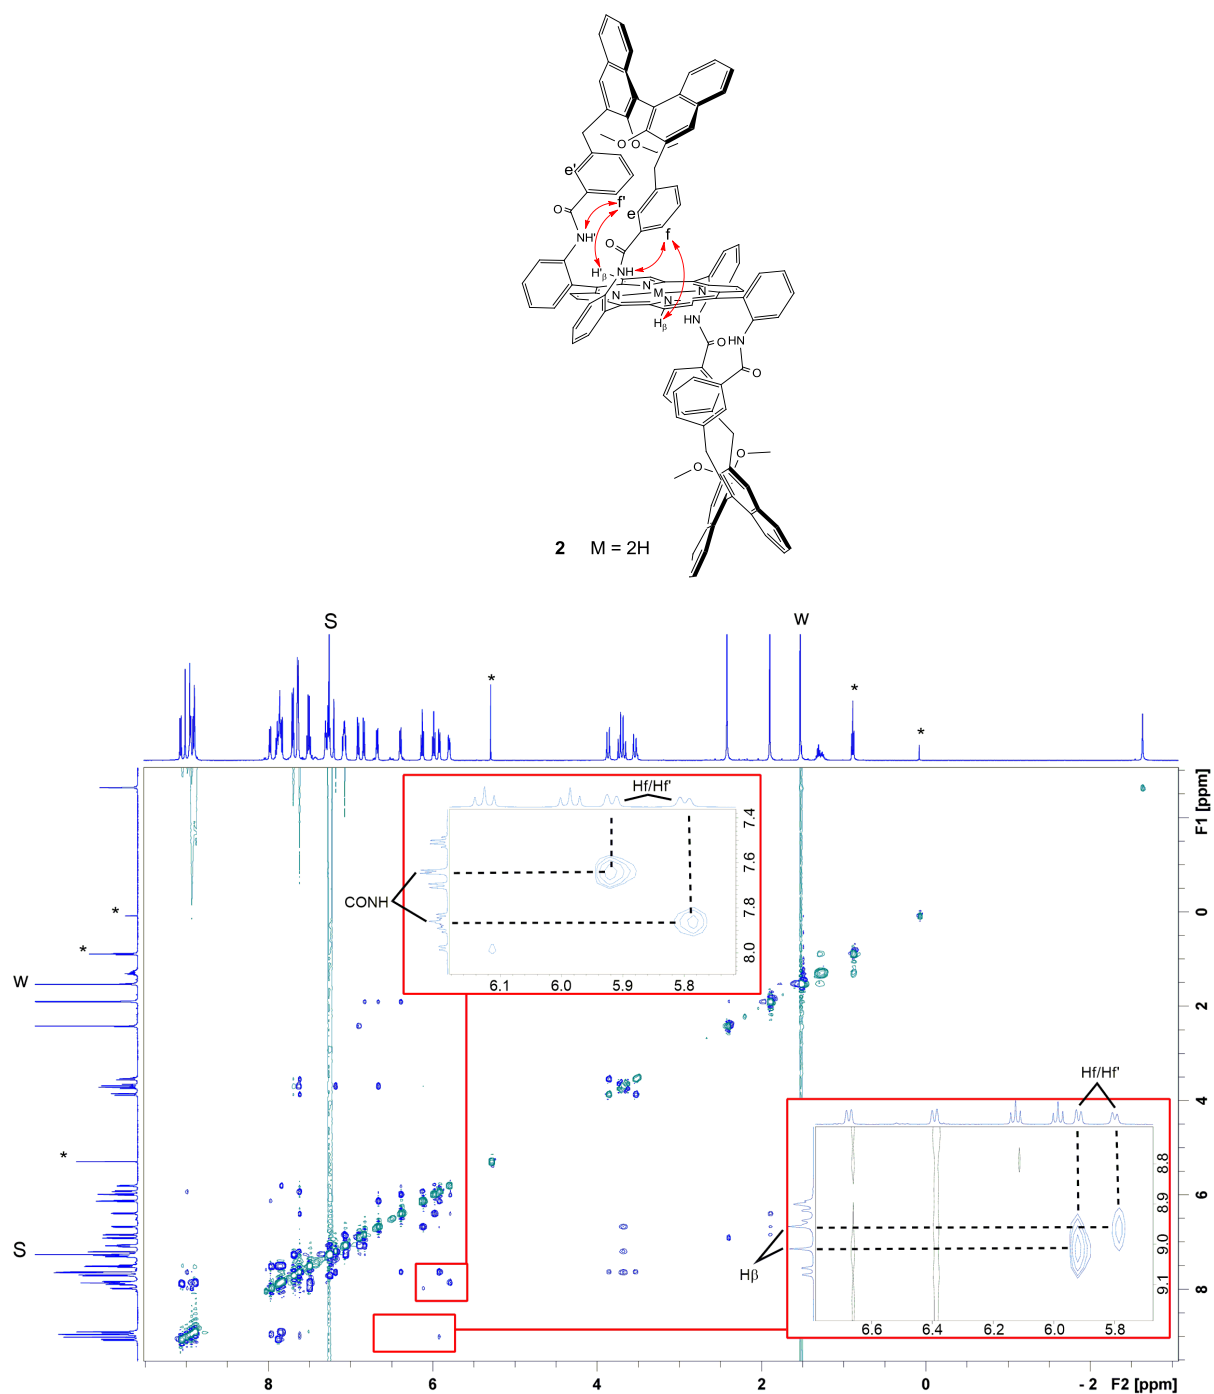 O
O
e'
O
f'
e
NH'
O
f
H'β
NH
N
N
M
N
N
Hβ
HN
O
HN
O
O
O
2 M = 2H
S
W
*
*
*
Hf/Hf'
7.4
7.6
7.8
8.0
CONH
6.1 6.0 5.9 5.8
F1 [ppm]
*
0
*
W
2
4
Hf/Hf'
8.8
8.9
9.0
9.1
Hβ
6.6 6.4 6.2 6.0 5.8
*
6
S
8
8 6 4 2 0 - 2 F2 [ppm]